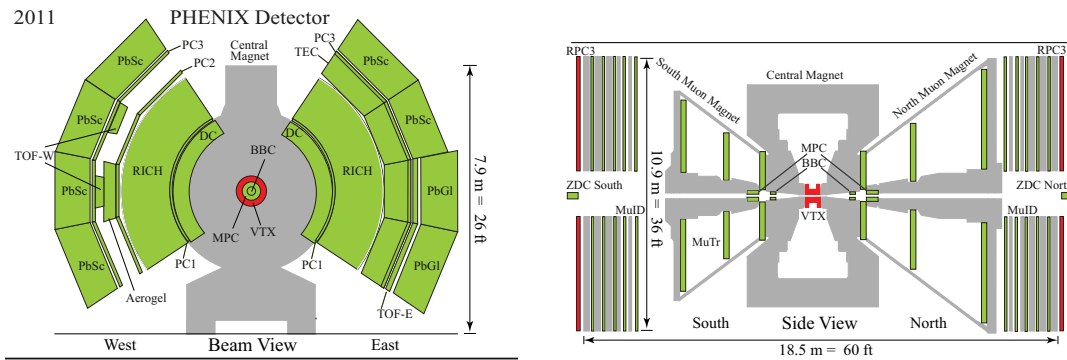 2011
PHENIX Detector
Central
Magnet
PC3
TEC
PC3
PC2
PbSc
PbSc
PbSc
PbSc
DC
DC
BBC
TOF-W
RICH
RICH
PbSc
PbGl
MPC
VTX
PbSc
PbGl
PC1
PC1
Aerogel
TOF-E
7.9 m = 26 ft
West
Beam View
East
RPC3
RPC3
South Muon Magnet
Central Magnet
North Muon Magnet
MPC
BBC
ZDC South
ZDC Nort
VTX
MuID
MuID
MuTr
10.9 m = 36 ft
South
Side View
North
18.5 m = 60 ft